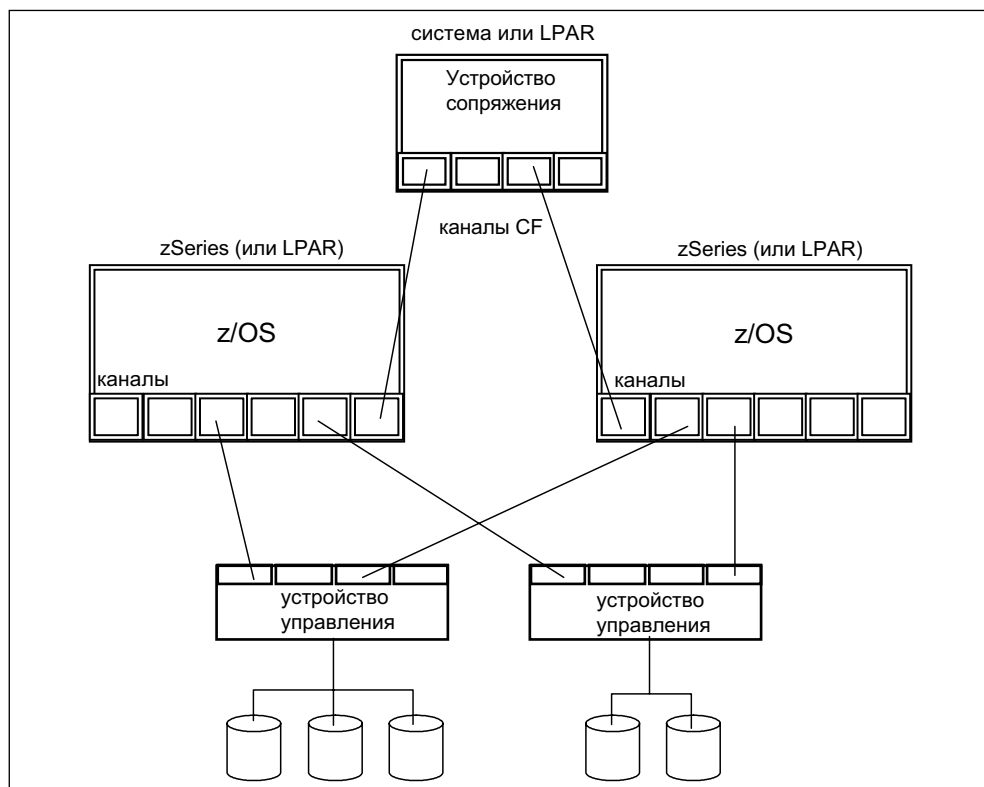 система или LPAR
Устройство
сопряжения
каналы CF
zSeries (или LPAR)
zSeries (или LPAR)
z/OS
z/OS
каналы
каналы
устройство
управления
устройство
управления